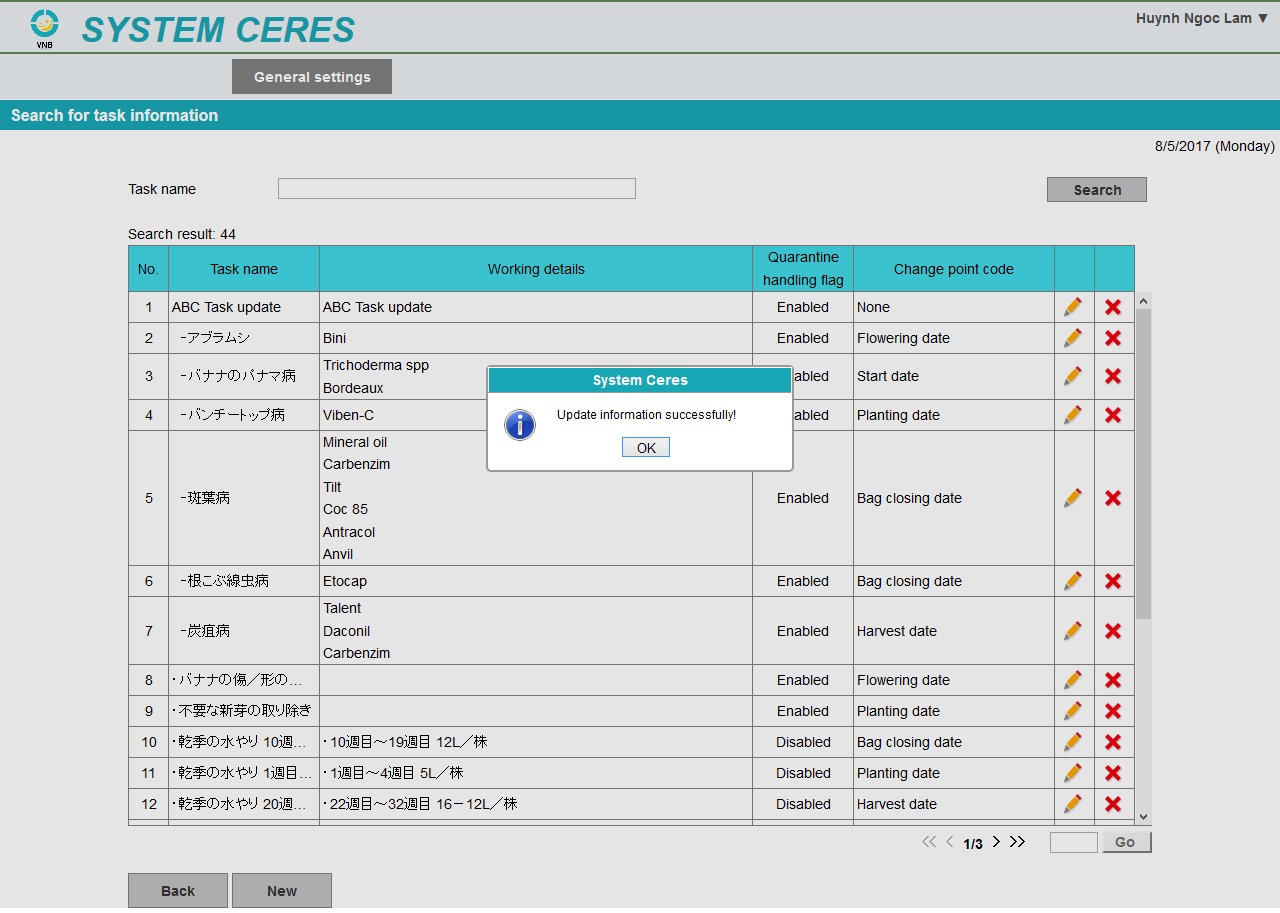 VNB
SYSTEM CERES
Huynh Ngoc Lam ▼
General settings
Search for task information
8/5/2017 (Monday)
Task name
Search
Search result: 44
No. Task name Working details Quarantine handling flag Change point code
1 ABC Task update ABC Task update Enabled None
2 -アブラムシ Bini Enabled Flowering date
3 -バナナのパナマ病 Trichoderma spp abled Start date
Bordeaux
4 -バンチートップ病 Viben-C abled Planting date
System Ceres
Update information successfully!
OK
5 -斑葉病 Mineral oil Enabled Bag closing date
Carbenzim
Tilt
Coc 85
Antracol
Anvil
6 -根こぶ線虫病 Etocap Enabled Bag closing date
7 -炭疽病 Talent Enabled Harvest date
Daconil
Carbenzim
8 ・バナナの傷／形の... Enabled Flowering date
9 ・不要な新芽の取り除き Enabled Planting date
10 ・乾季の水やり 10週... ・10週目～19週目 12L／株 Disabled Bag closing date
11 ・乾季の水やり 1週目... ・1週目～4週目 5L／株 Disabled Planting date
12 ・乾季の水やり 20週... ・22週目～32週目 16－12L／株 Disabled Harvest date
<< < 1/3 > >> Go
Back New